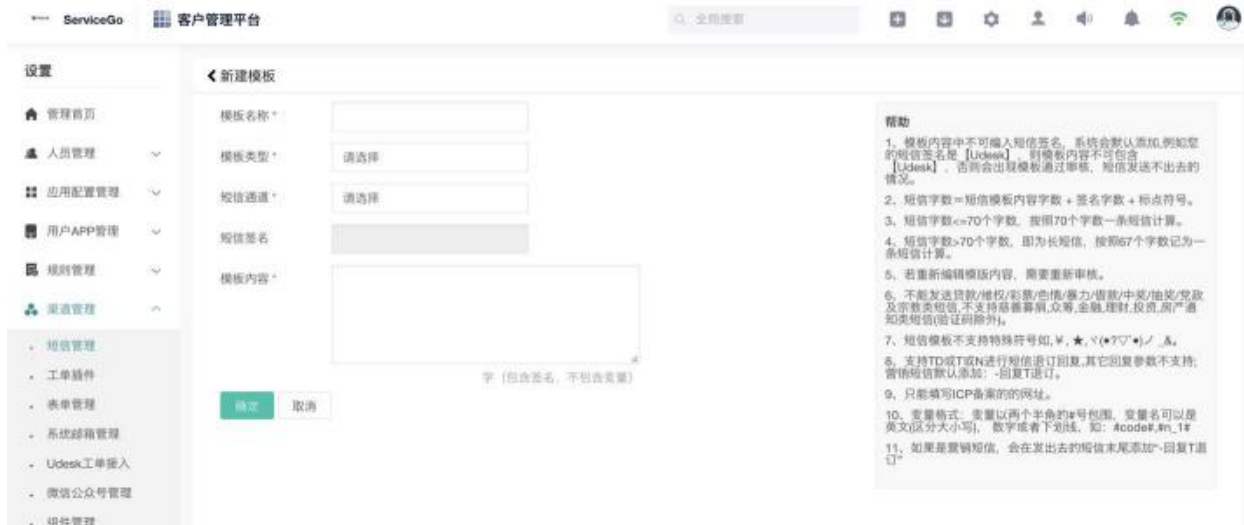 ServiceGo
客户管理平台
全局搜索
设置
管理首页
人员管理
应用配置管理
用户APP管理
规则管理
渠道管理
短信管理
工单插件
表单管理
系统邮箱管理
Udesk工单接入
微信公众号管理
组件管理
新建模板
模板名称 *
模板类型 *
请选择
短信通道 *
请选择
短信签名
模板内容 *
字（包含签名，不包含变量）
确定
取消
帮助
1、模板内容中不可编入短信签名，系统会默认添加,例如您
的短信签名是【Udesk】，则模板内容不可包含
【Udesk】，否则会出现模板通过审核，短信发送不出去的
情况。
2、短信字数＝短信模板内容字数 + 签名字数 + 标点符号。
3、短信字数<=70个字数，按照70个字数一条短信计算。
4、短信字数>70个字数，即为长短信，按照67个字数记为一
条短信计算。
5、若重新编辑模版内容，需要重新审核。
6、不能发送贷款/维权/彩票/色情/暴力/借款/中奖/抽奖/党政
及宗教类短信,不支持慈善募捐,众筹,金融,理财,投资,房产通
知类短信(验证码除外)。
7、短信模板不支持特殊符号如,￥,★,
8、支持TD或T或N进行短信退订回复,其它回复参数不支持;
营销短信默认添加：-回复T退订。
9、只能填写ICP备案的的网址。
10、变量格式：变量以两个半角的#号包围，变量名可以是
英文(区分大小写)， 数字或者下划线，如：#code#,#n_1#
11、如果是营销短信，会在发出去的短信末尾添加"-回复T退
订"